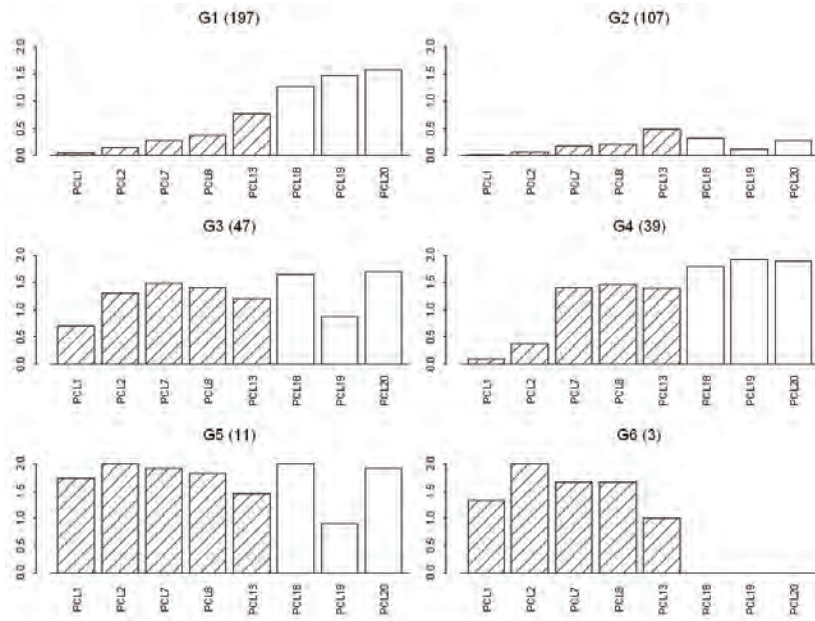 G1 (197)
2.0
1.5
1.0
0.5
0.0
PCL1
PCL2
PCL7
PCL8
PCL13
PCL18
PCL19
PCL20
G2 (107)
2.0
1.5
1.0
0.5
0.0
PCL1
PCL2
PCL7
PCL8
PCL13
PCL18
PCL19
PCL20
G3 (47)
2.0
1.5
1.0
0.5
0.0
PCL1
PCL2
PCL7
PCL8
PCL13
PCL18
PCL19
PCL20
G4 (39)
2.0
1.5
1.0
0.5
0.0
PCL1
PCL2
PCL7
PCL8
PCL13
PCL18
PCL19
PCL20
G5 (11)
2.0
1.5
1.0
0.5
0.0
PCL1
PCL2
PCL7
PCL8
PCL13
PCL18
PCL19
PCL20
G6 (3)
2.0
1.5
1.0
0.5
0.0
PCL1
PCL2
PCL7
PCL8
PCL13
PCL18
PCL19
PCL20